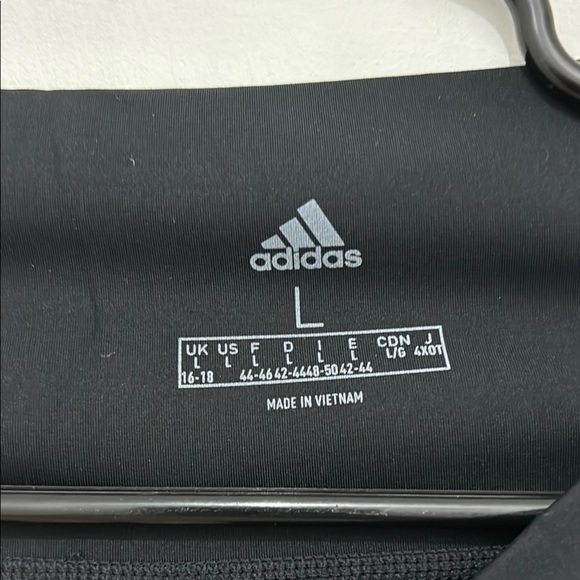 adidas
L
UK US F D I E CDN J
L L L L L L L/G 4XOT
16-18 44-46 42-44 48-50 42-44
MADE IN VIETNAM